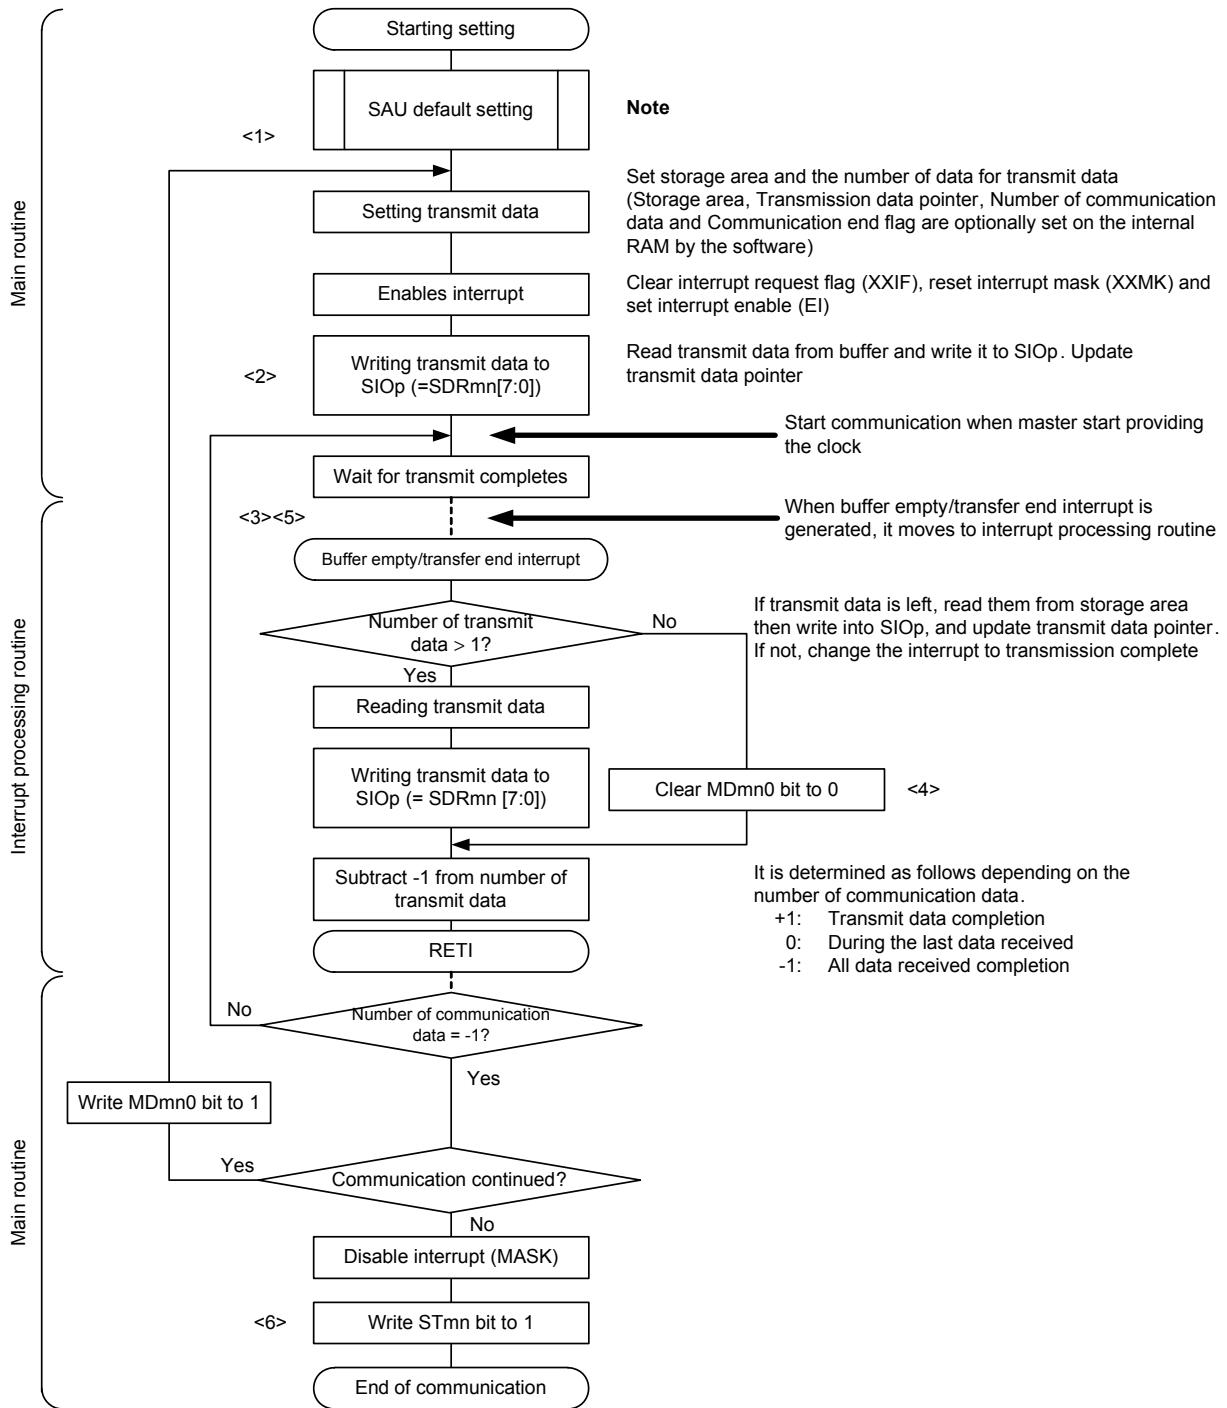 Starting setting
SAU default setting
Note
<1>
Main routine
Setting transmit data
Set storage area and the number of data for transmit data
(Storage area, Transmission data pointer, Number of communication
data and Communication end flag are optionally set on the internal
RAM by the software)
Enables interrupt
Clear interrupt request flag (XXIF), reset interrupt mask (XXMK) and
set interrupt enable (EI)
<2>
Writing transmit data to
SIOp (=SDRmn[7:0])
Read transmit data from buffer and write it to SIOp. Update
transmit data pointer
Start communication when master start providing
the clock
Wait for transmit completes
<3><5>
When buffer empty/transfer end interrupt is
generated, it moves to interrupt processing routine
Buffer empty/transfer end interrupt
Interrupt processing routine
Number of transmit
data > 1?
No
Yes
If transmit data is left, read them from storage area
then write into SIOp, and update transmit data pointer.
If not, change the interrupt to transmission complete
Reading transmit data
Writing transmit data to
SIOp (= SDRmn [7:0])
Clear MDmn0 bit to 0
<4>
Subtract -1 from number of
transmit data
It is determined as follows depending on the
number of communication data.
+1: Transmit data completion
0: During the last data received
-1: All data received completion
RETI
No
Number of communication
data = -1?
Yes
Write MDmn0 bit to 1
Main routine
Yes
Communication continued?
No
Disable interrupt (MASK)
<6>
Write STmn bit to 1
End of communication